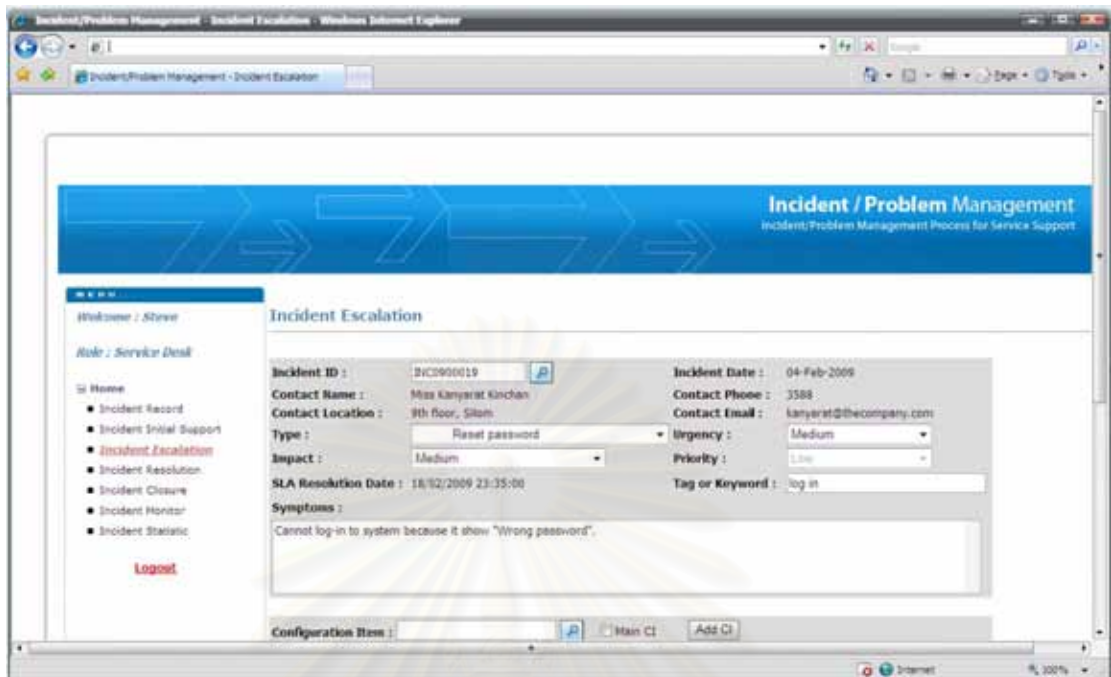 Incident/Problem Management - Incident Escalation - Windows Internet Explorer
Google
Incident/Problem Management - Incident Escalation
Page
Tools
Incident / Problem Management
Incident/Problem Management Process for Service Support
MENU
Welcome : Steve
Role : Service Desk
Home
Incident Record
Incident Initial Support
Incident Escalation
Incident Resolution
Incident Closure
Incident Monitor
Incident Statistic
Logout
Incident Escalation
Incident ID : INC0900019 Incident Date : 04-Feb-2009
Contact Name : Miss Kanyarat Kinchan Contact Phone : 3588
Contact Location : 9th floor, Silom Contact Email : kanyarat@thecompany.com
Type : Reset password Urgency : Medium
Impact : Medium Priority : Low
SLA Resolution Date : 18/02/2009 23:35:00 Tag or Keyword : log in
Symptoms :
Cannot log-in to system because it show "Wrong password".
Configuration Item : Main CI Add CI
Internet 100%